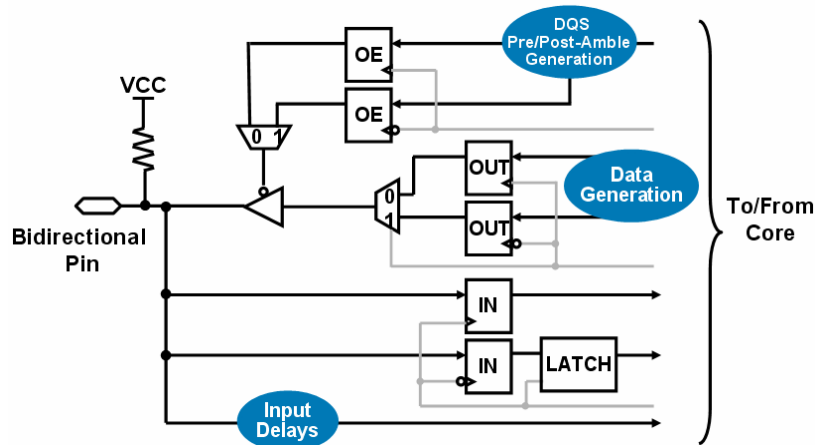 DQS
Pre/Post-Amble
Generation
OE
VCC
OE
0 1
OUT
Data
Generation
0
1
OUT
Bidirectional
Pin
To/From
Core
IN
IN
LATCH
Input
Delays